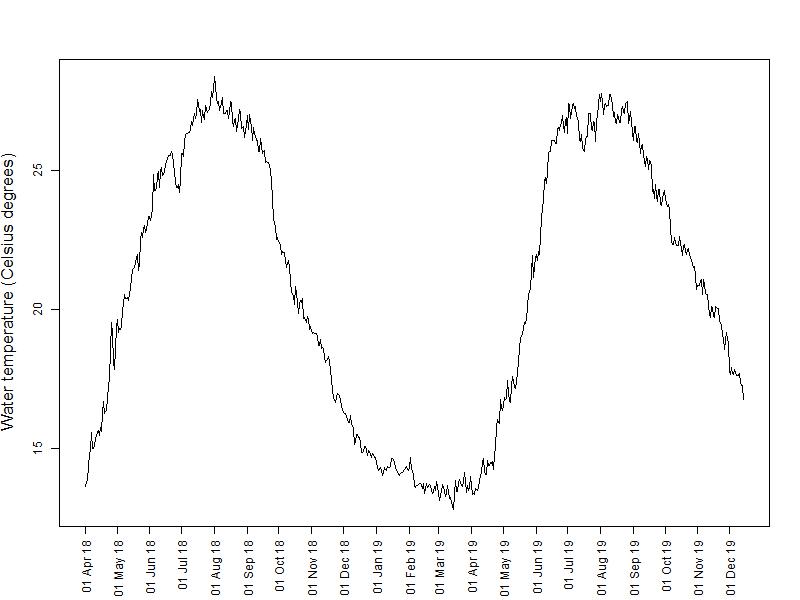 Water temperature (Celsius degrees)
25
20
15
01 Apr 18
01 May 18
01 Jun 18
01 Jul 18
01 Aug 18
01 Sep 18
01 Oct 18
01 Nov 18
01 Dec 18
01 Jan 19
01 Feb 19
01 Mar 19
01 Apr 19
01 May 19
01 Jun 19
01 Jul 19
01 Aug 19
01 Sep 19
01 Oct 19
01 Nov 19
01 Dec 19